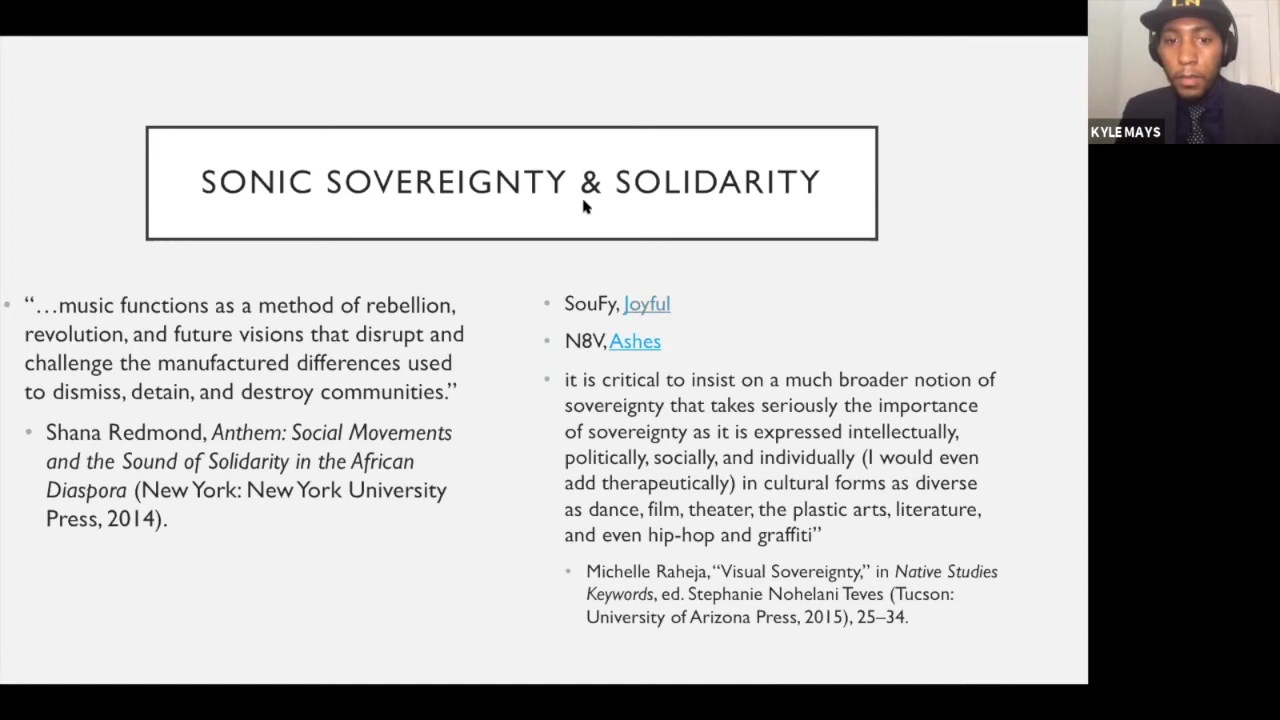 SONIC SOVEREIGNTY & SOLIDARITY
• “…music functions as a method of rebellion,
revolution, and future visions that disrupt and
challenge the manufactured differences used
to dismiss, detain, and destroy communities.”
• Shana Redmond, Anthem: Social Movements
and the Sound of Solidarity in the African
Diaspora (New York: New York University
Press, 2014).
• SouFy, Joyful
• N8V, Ashes
• it is critical to insist on a much broader notion of
sovereignty that takes seriously the importance
of sovereignty as it is expressed intellectually,
politically, socially, and individually (I would even
add therapeutically) in cultural forms as diverse
as dance, film, theater, the plastic arts, literature,
and even hip-hop and graffiti”
• Michelle Raheja, “Visual Sovereignty,” in Native Studies
Keywords, ed. Stephanie Nohelani Teves (Tucson:
University of Arizona Press, 2015), 25–34.
KYLE MAYS